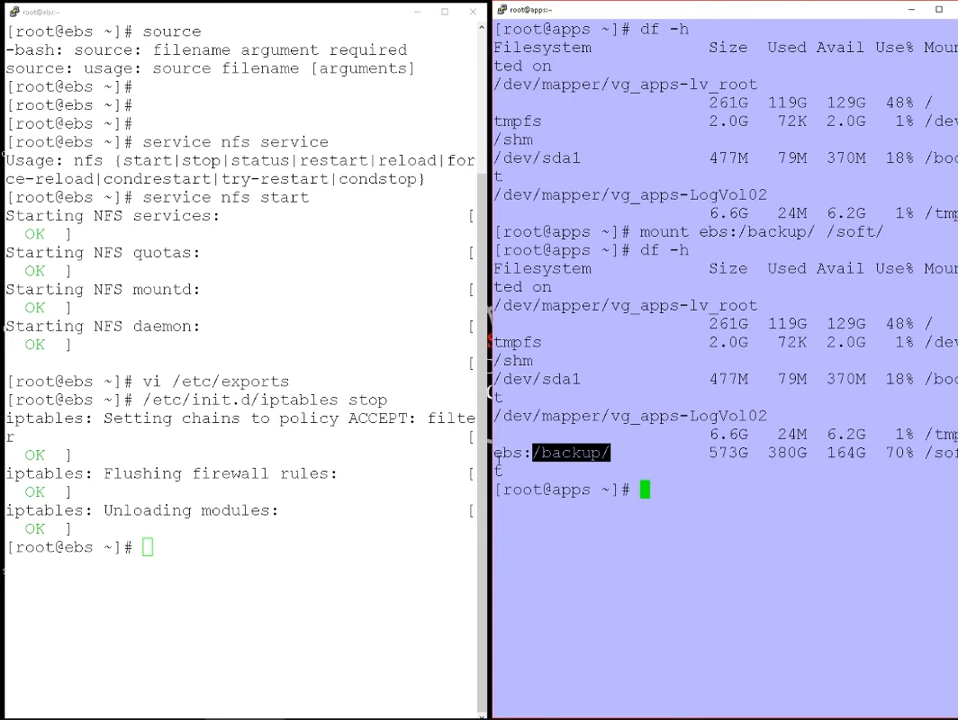 root@ebs:~
[root@ebs ~]# source
-bash: source: filename argument required
source: usage: source filename [arguments]
[root@ebs ~]#
[root@ebs ~]#
[root@ebs ~]#
[root@ebs ~]# service nfs service
Usage: nfs {start|stop|status|restart|reload|for
ce-reload|condrestart|try-restart|condstop}
[root@ebs ~]# service nfs start
Starting NFS services: [
OK ]
Starting NFS quotas: [
OK ]
Starting NFS mountd: [
OK ]
Starting NFS daemon: [
OK ]
[
[root@ebs ~]# vi /etc/exports
[root@ebs ~]# /etc/init.d/iptables stop
iptables: Setting chains to policy ACCEPT: filte
r [
OK ]
iptables: Flushing firewall rules: [
OK ]
iptables: Unloading modules: [
OK ]
[root@ebs ~]#
root@apps:~
[root@apps ~]# df -h
Filesystem Size Used Avail Use% Moun
ted on
/dev/mapper/vg_apps-lv_root
261G 119G 129G 48% /
tmpfs 2.0G 72K 2.0G 1% /dev
/shm
/dev/sda1 477M 79M 370M 18% /boo
t
/dev/mapper/vg_apps-LogVol02
6.6G 24M 6.2G 1% /tmp
[root@apps ~]# mount ebs:/backup/ /soft/
[root@apps ~]# df -h
Filesystem Size Used Avail Use% Moun
ted on
/dev/mapper/vg_apps-lv_root
261G 119G 129G 48% /
tmpfs 2.0G 72K 2.0G 1% /dev
/shm
/dev/sda1 477M 79M 370M 18% /boo
t
/dev/mapper/vg_apps-LogVol02
6.6G 24M 6.2G 1% /tmp
ebs:/backup/ 573G 380G 164G 70% /sof
t
[root@apps ~]#